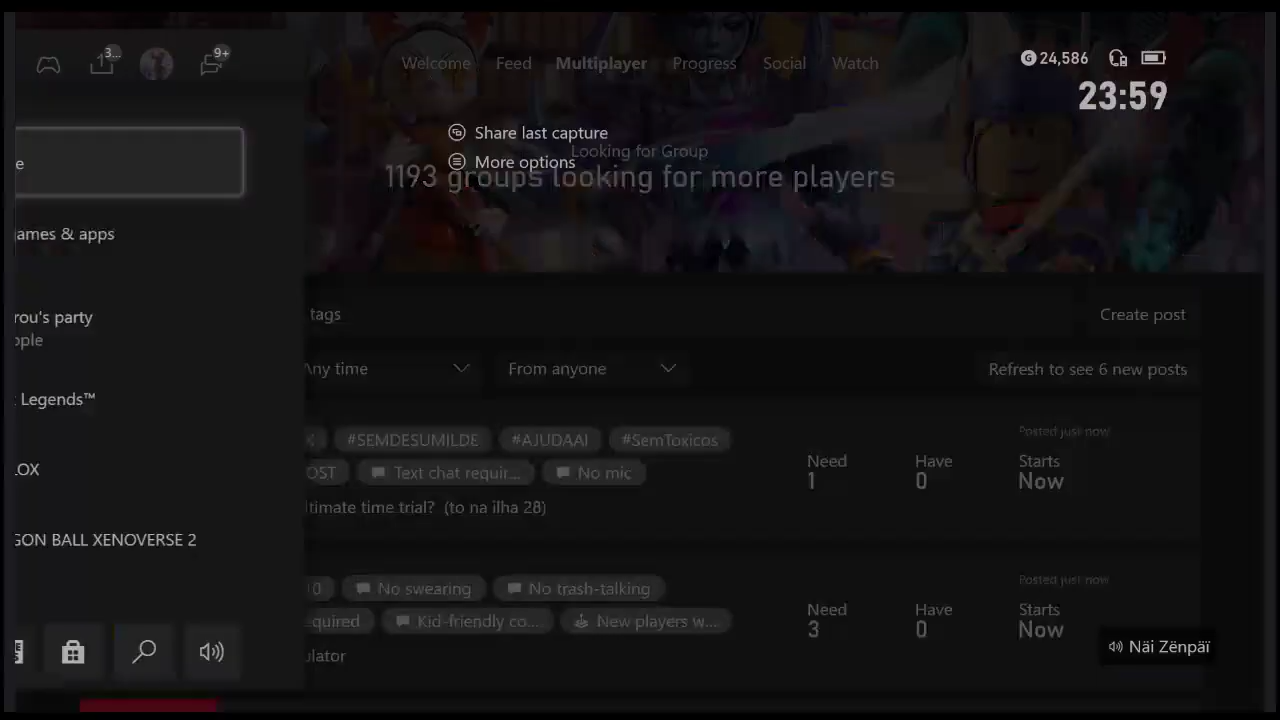 3...
9+
Welcome Feed Multiplayer Progress Social Watch
G 24,586
23:59
Share last capture
Looking for Group
More options
1193 groups looking for more players
e
ames & apps
rou's party
ople
Legends™
LOX
GON BALL XENOVERSE 2
tags
Create post
Any time
From anyone
Refresh to see 6 new posts
#SEMDESUMILDE #AJUDAAI #SemToxicos
OST Text chat requir... No mic
ltimate time trial? (to na ilha 28)
Posted just now
Need Have Starts
1 0 Now
0 No swearing No trash-talking
equired Kid-friendly co... New players w...
ulator
Posted just now
Need Have Starts
3 0 Now
Näi Zënpäï